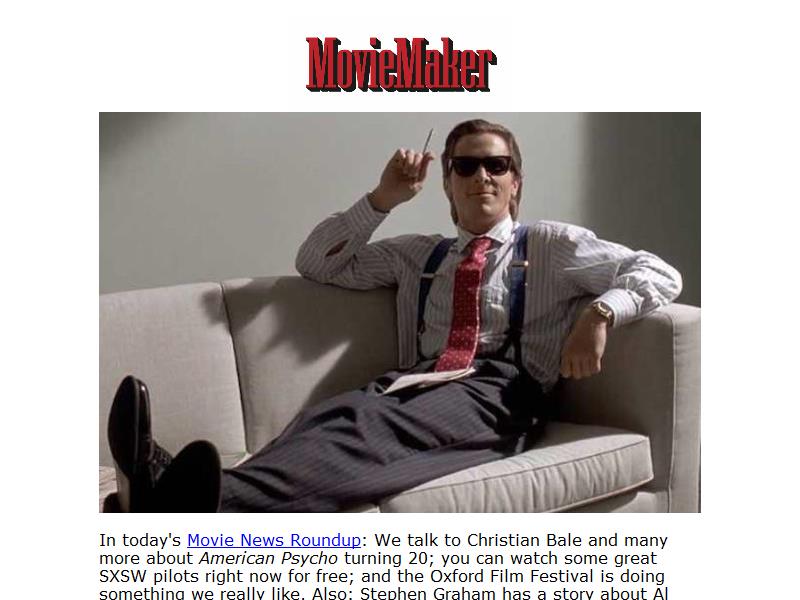 MovieMaker
In today's Movie News Roundup: We talk to Christian Bale and many
more about American Psycho turning 20; you can watch some great
SXSW pilots right now for free; and the Oxford Film Festival is doing
something we really like. Also: Stephen Graham has a story about Al